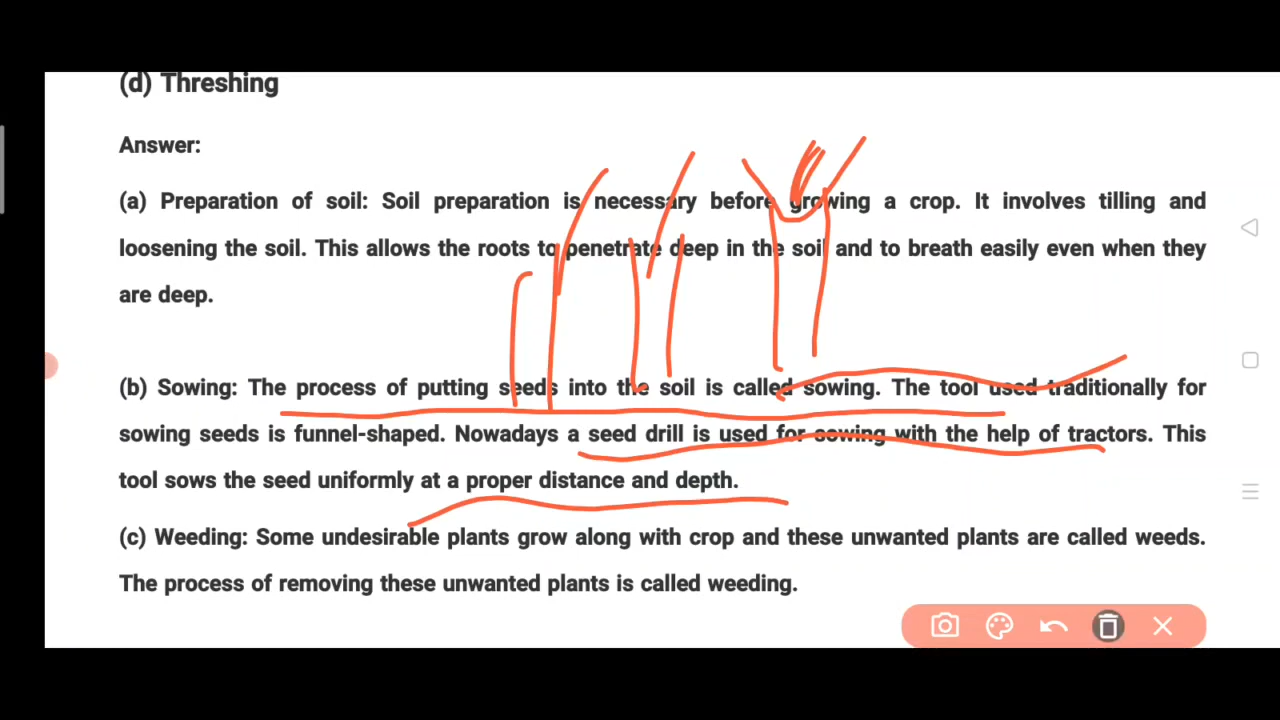 (d) Threshing
Answer:
(a) Preparation of soil: Soil preparation is necessary before growing a crop. It involves tilling and
loosening the soil. This allows the roots to penetrate deep in the soil and to breath easily even when they
are deep.
(b) Sowing: The process of putting seeds into the soil is called sowing. The tool used traditionally for
sowing seeds is funnel-shaped. Nowadays a seed drill is used for sowing with the help of tractors. This
tool sows the seed uniformly at a proper distance and depth.
(c) Weeding: Some undesirable plants grow along with crop and these unwanted plants are called weeds.
The process of removing these unwanted plants is called weeding.